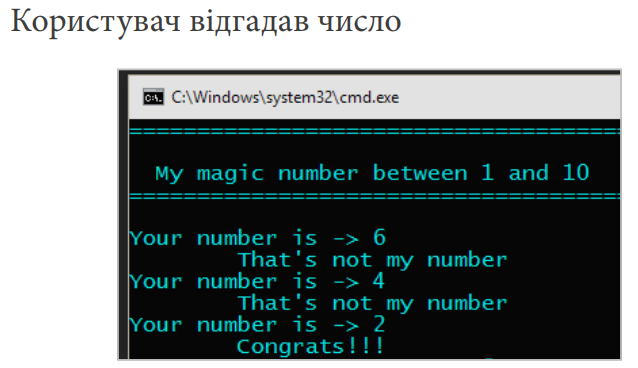 Користувач відгадав число
C:\Windows\system32\cmd.exe
=====================================
My magic number between 1 and 10
=====================================
Your number is -> 6
That's not my number
Your number is -> 4
That's not my number
Your number is -> 2
Congrats!!!